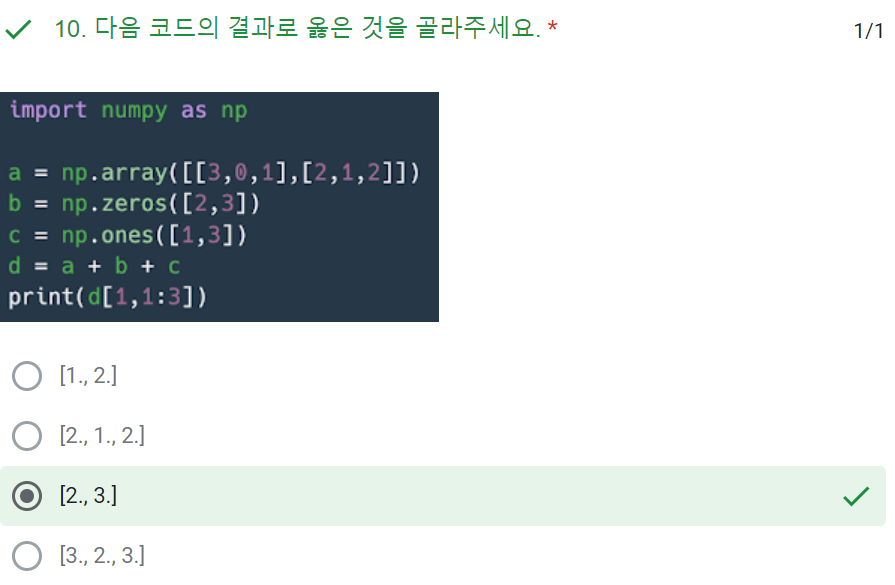 10. 다음 코드의 결과로 옳은 것을 골라주세요. *
1/1
import numpy as np
a = np.array([[3,0,1],[2,1,2]])
b = np.zeros([2,3])
c = np.ones([1,3])
d = a + b + c
print(d[1,1:3])
[1., 2.]
[2., 1., 2.]
[2., 3.]
[3., 2., 3.]